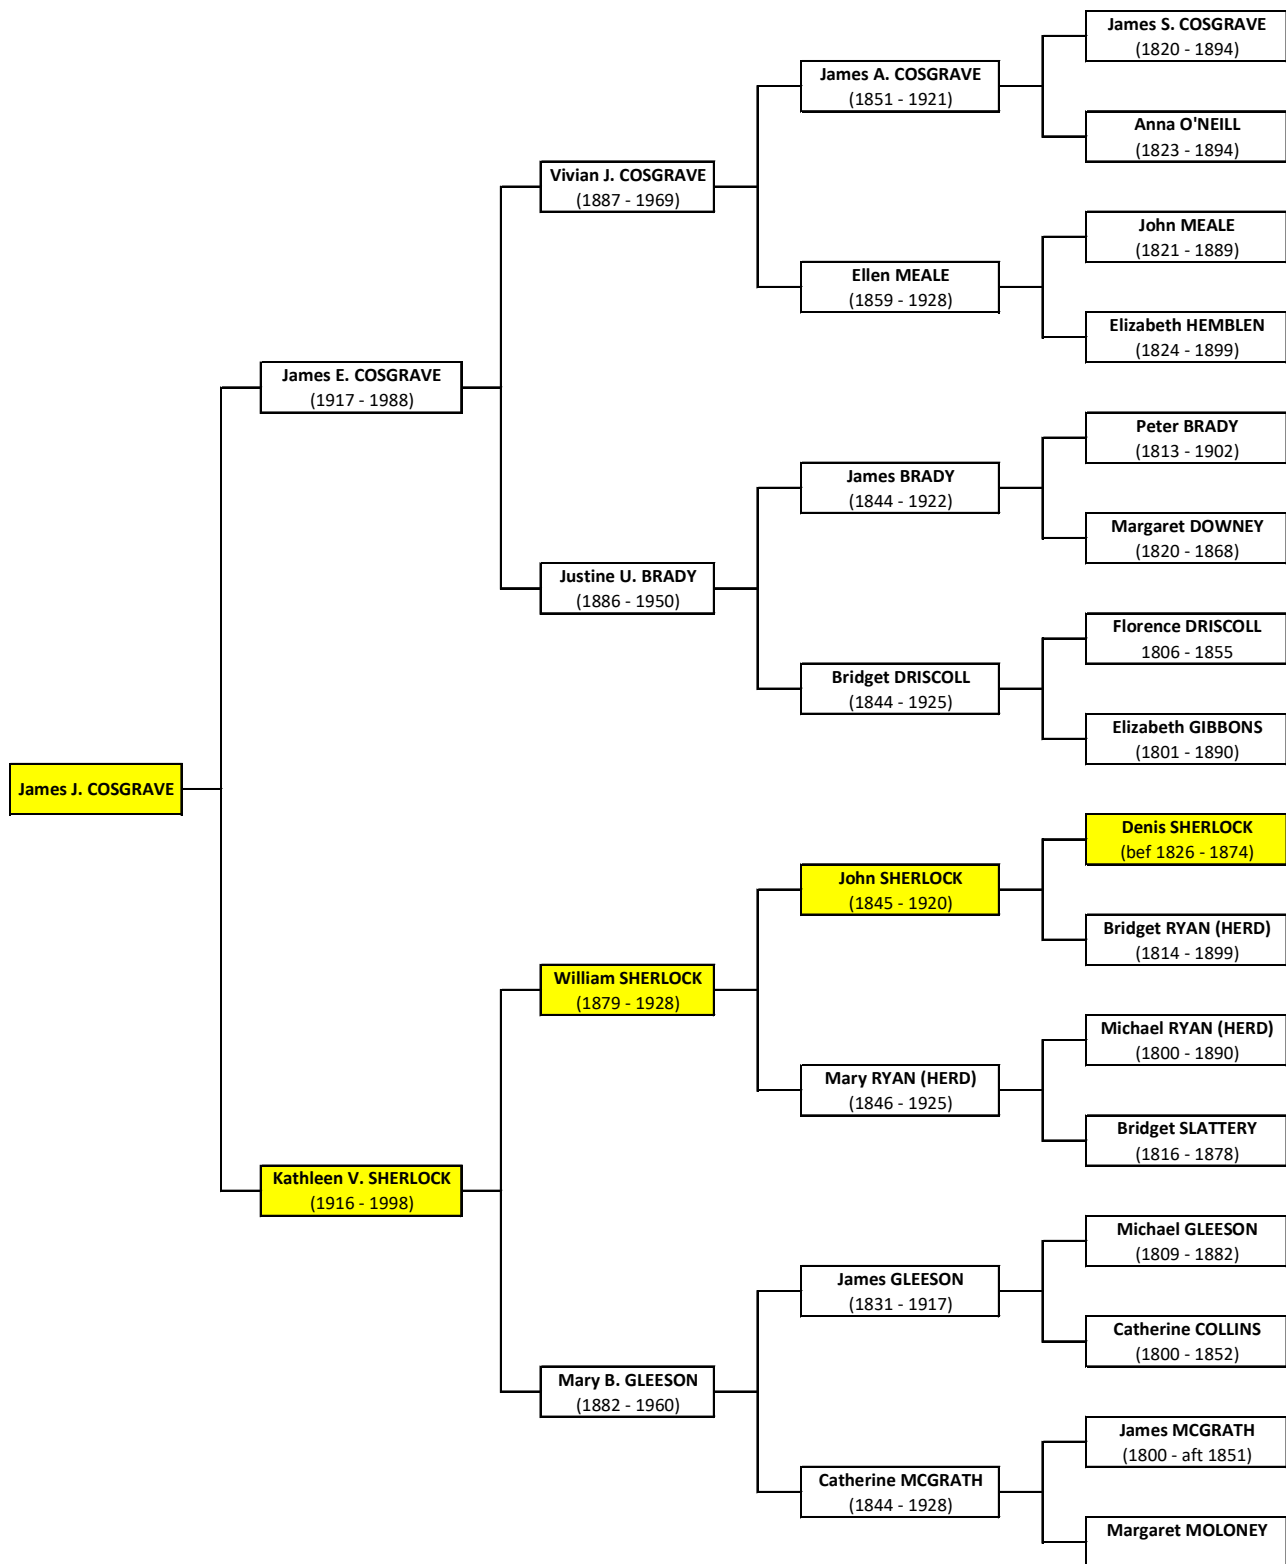 James S. COSGRAVE
(1820 - 1894)
James A. COSGRAVE
(1851 - 1921)
Anna O'NEILL
(1823 - 1894)
Vivian J. COSGRAVE
(1887 - 1969)
John MEALE
(1821 - 1889)
Ellen MEALE
(1859 - 1928)
Elizabeth HEMBLEN
(1824 - 1899)
James E. COSGRAVE
(1917 - 1988)
Peter BRADY
(1813 - 1902)
James BRADY
(1844 - 1922)
Margaret DOWNEY
(1820 - 1868)
Justine U. BRADY
(1886 - 1950)
Florence DRISCOLL
1806 - 1855
Bridget DRISCOLL
(1844 - 1925)
Elizabeth GIBBONS
(1801 - 1890)
James J. COSGRAVE
Denis SHERLOCK
(bef 1826 - 1874)
John SHERLOCK
(1845 - 1920)
Bridget RYAN (HERD)
(1814 - 1899)
William SHERLOCK
(1879 - 1928)
Michael RYAN (HERD)
(1800 - 1890)
Mary RYAN (HERD)
(1846 - 1925)
Bridget SLATTERY
(1816 - 1878)
Kathleen V. SHERLOCK
(1916 - 1998)
Michael GLEESON
(1809 - 1882)
James GLEESON
(1831 - 1917)
Catherine COLLINS
(1800 - 1852)
Mary B. GLEESON
(1882 - 1960)
James MCGRATH
(1800 - aft 1851)
Catherine MCGRATH
(1844 - 1928)
Margaret MOLONEY